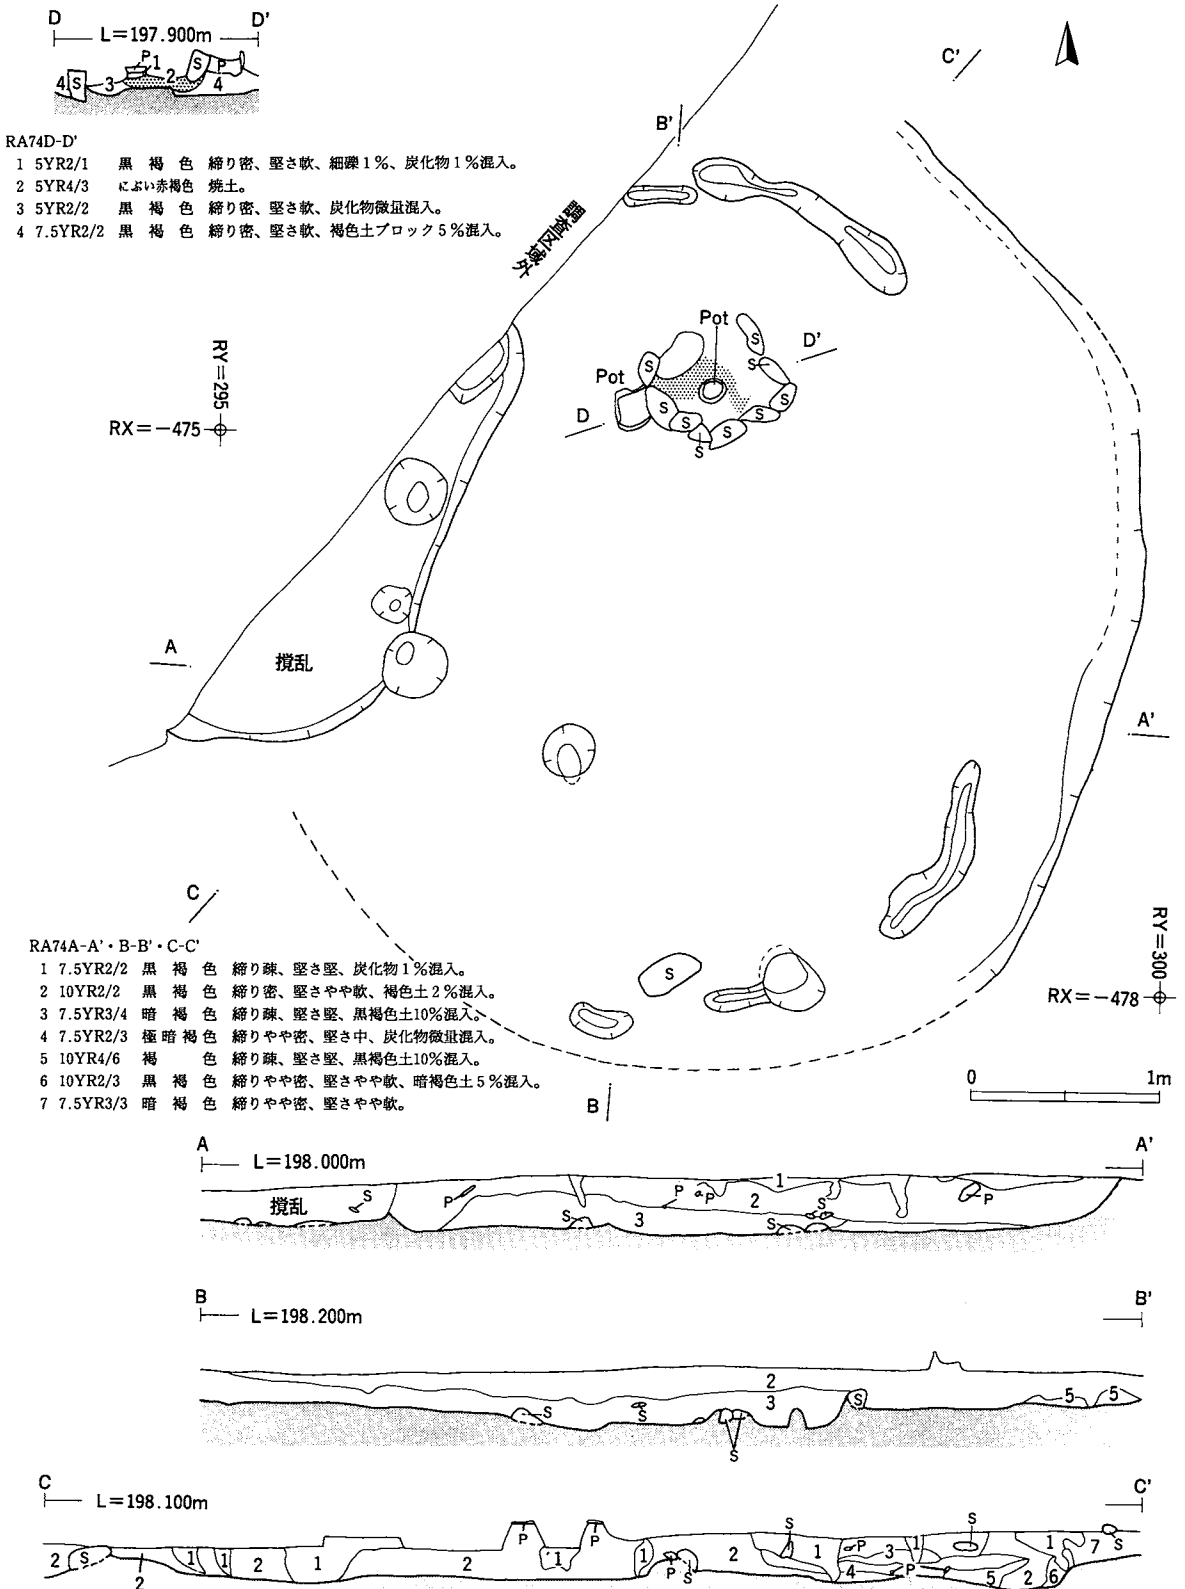 D D'
L=197.900m
P 1 S P
4 S 3 2 4
RA74D-D'
1 5YR2/1 黒褐色 締り密、堅さ軟、細礫1%、炭化物1%混入。
2 5YR4/3 にぶい赤褐色 焼土。
3 5YR2/2 黒褐色 締り密、堅さ軟、炭化物微量混入。
4 7.5YR2/2 黒褐色 締り密、堅さ軟、褐色土ブロック5%混入。
C'
B'
調査区域外
Pot
D'
S
S
S
Pot
S
D
S S S S S
S
RY=295
RX=-475
A
撹乱
A'
C
S
B
RY=300
RX=-478
0 1m
RA74A-A'・B-B'・C-C'
1 7.5YR2/2 黒褐色 締り疎、堅さ堅、炭化物1%混入。
2 10YR2/2 黒褐色 締り密、堅さやや軟、褐色土2%混入。
3 7.5YR3/4 暗褐色 締り疎、堅さ堅、黒褐色土10%混入。
4 7.5YR2/3 極暗褐色 締りやや密、堅さ中、炭化物微量混入。
5 10YR4/6 褐色 締り疎、堅さ堅、黒褐色土10%混入。
6 10YR2/3 黒褐色 締りやや密、堅さやや軟、暗褐色土5%混入。
7 7.5YR3/3 暗褐色 締りやや密、堅さやや軟。
A A'
L=198.000m
撹乱 S P S 3 P P 2 1 S S P
B B'
L=198.200m
S S S 2 3 S 5 5
C C'
L=198.100m
2 S 2 1 1 2 1 2 P 1 P 1 P S 2 S 1 P 4 3 1 P S 5 2 1 6 7 S